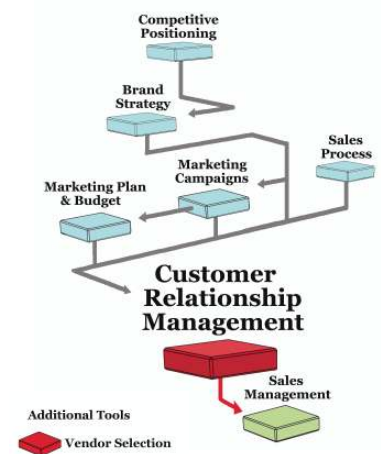 Competitive
Positioning
Brand
Strategy
Sales
Process
Marketing
Campaigns
Marketing Plan
& Budget
Customer
Relationship
Management
Sales
Management
Additional Tools
Vendor Selection